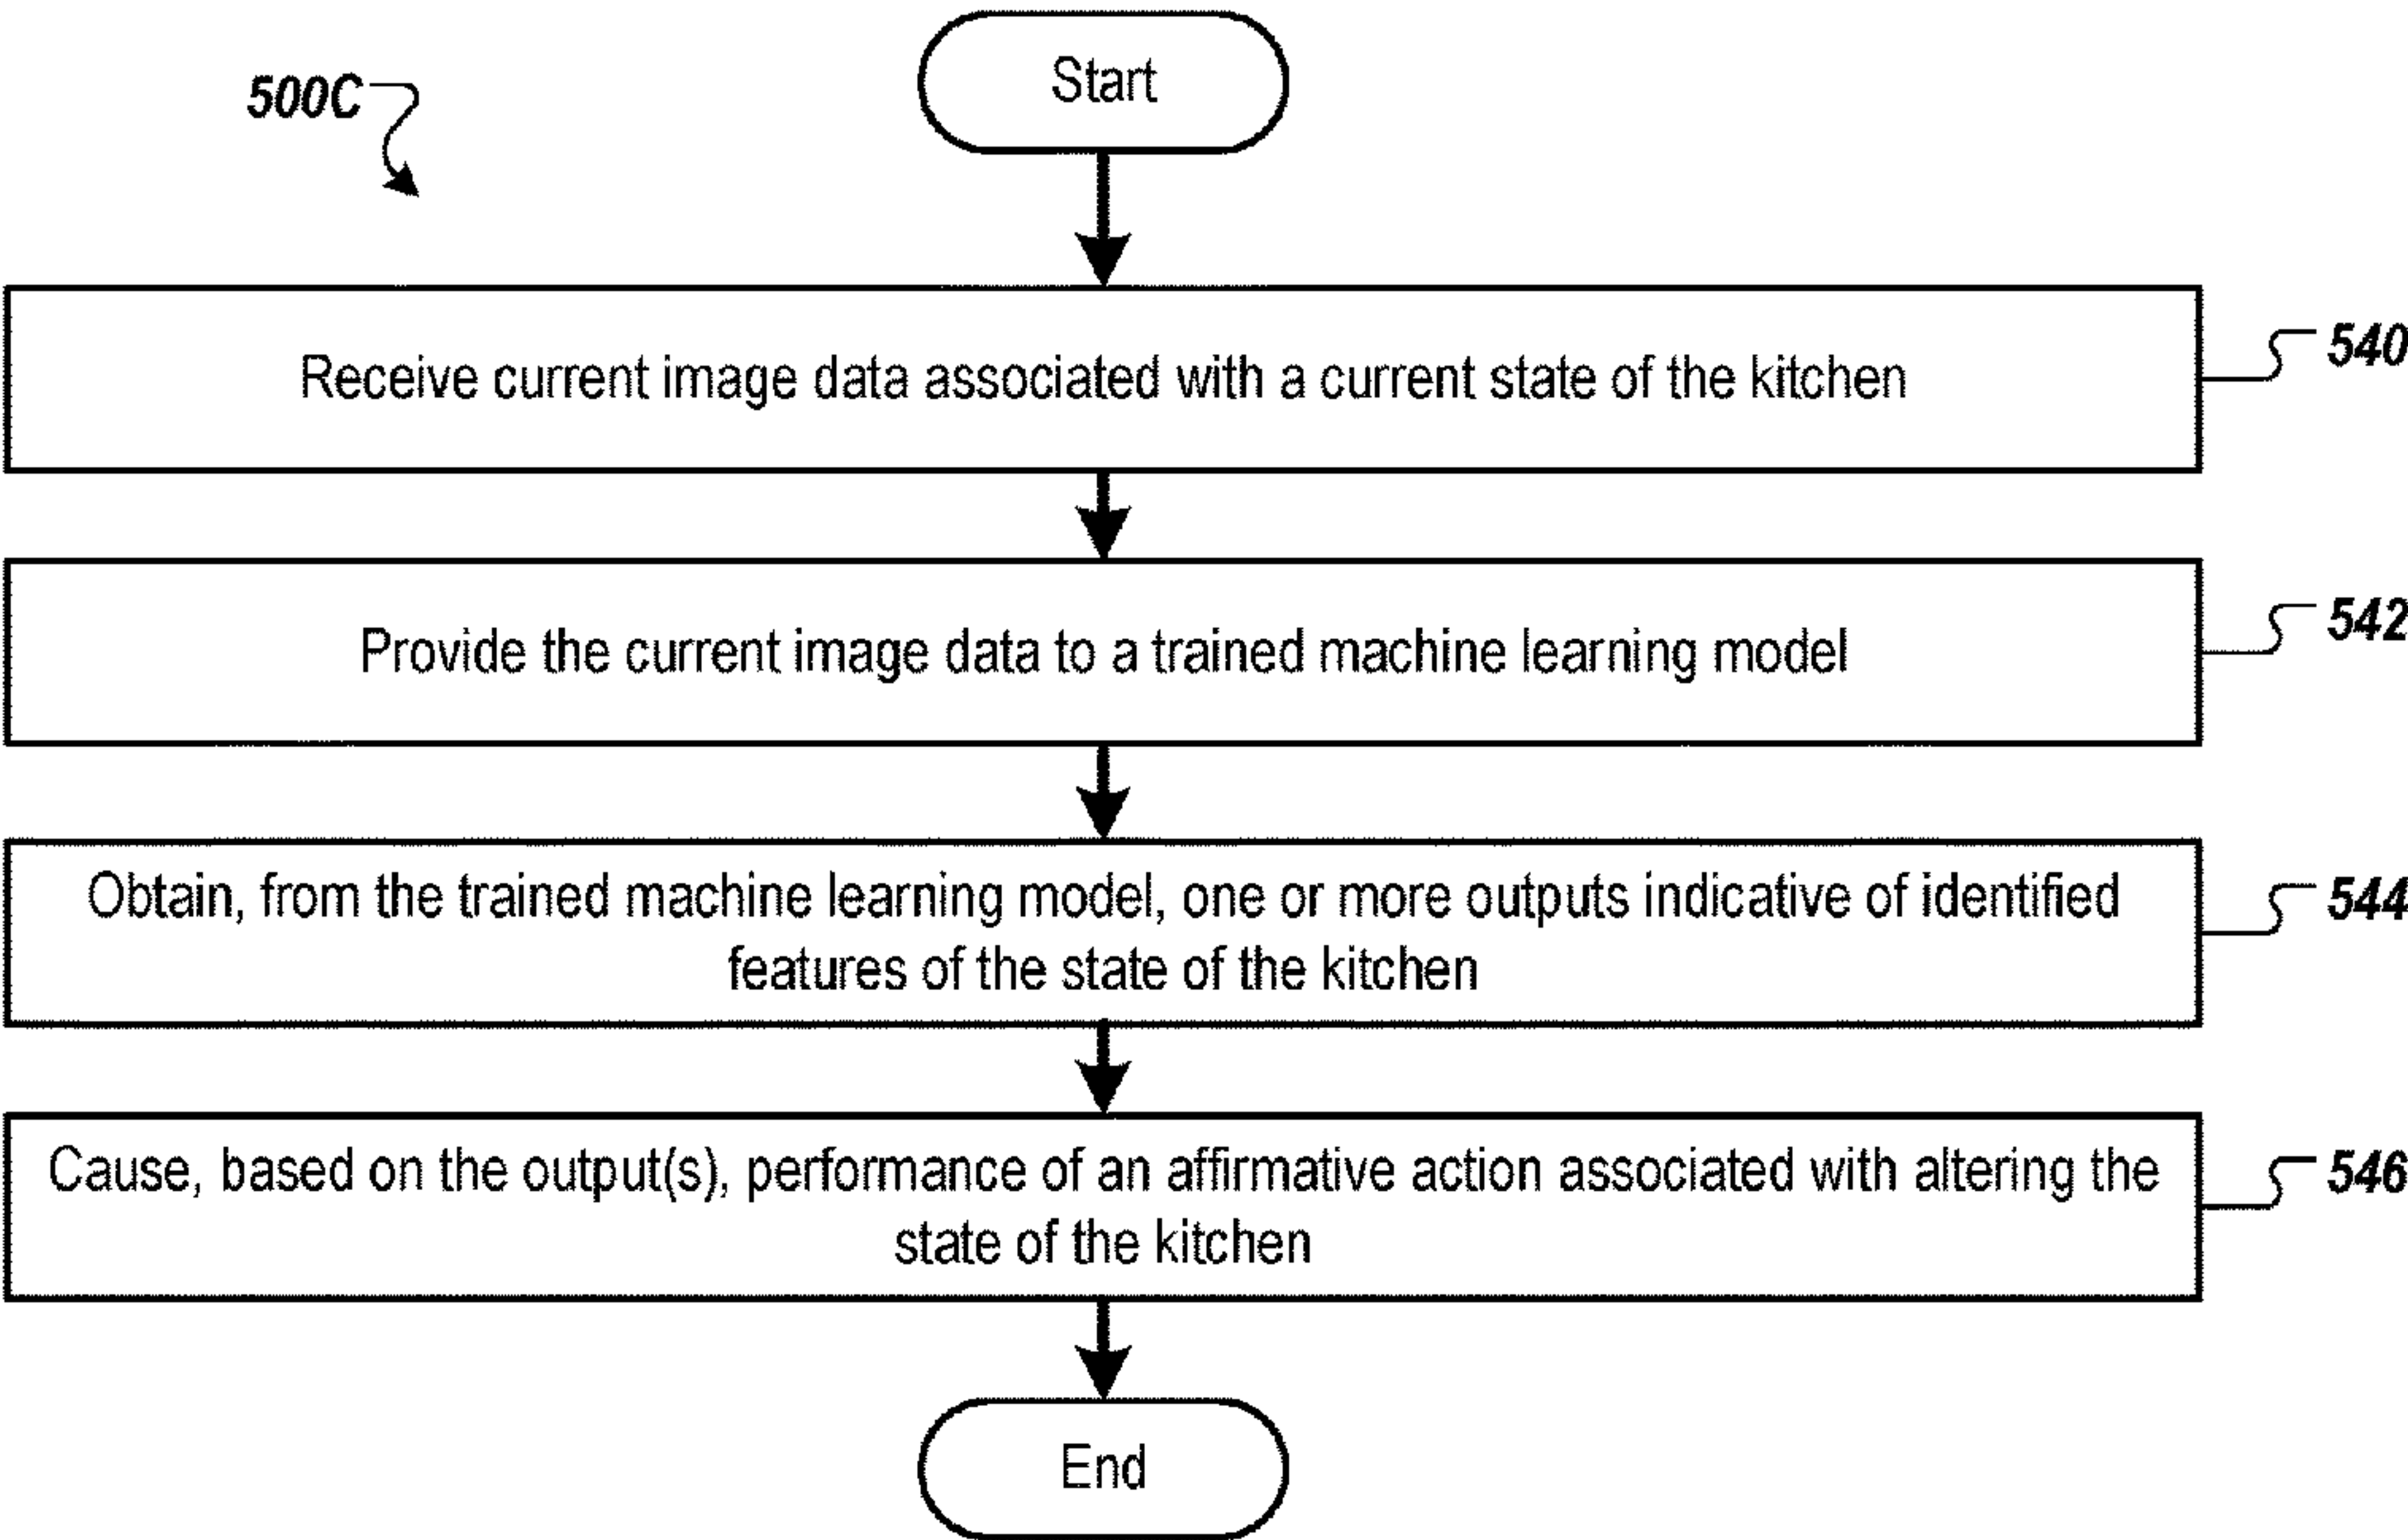 500C
Start
Receive current image data associated with a current state of the kitchen
540
Provide the current image data to a trained machine learning model
542
Obtain, from the trained machine learning model, one or more outputs indicative of identified
features of the state of the kitchen
544
Cause, based on the output(s), performance of an affirmative action associated with altering the
state of the kitchen
546
End